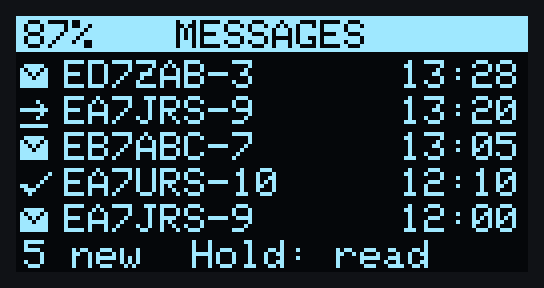 87% MESSAGES
ED7ZAB-3 13:28
EA7JRS-9 13:20
EB7ABC-7 13:05
EA7URS-10 12:10
EA7JRS-9 12:00
5 new Hold: read